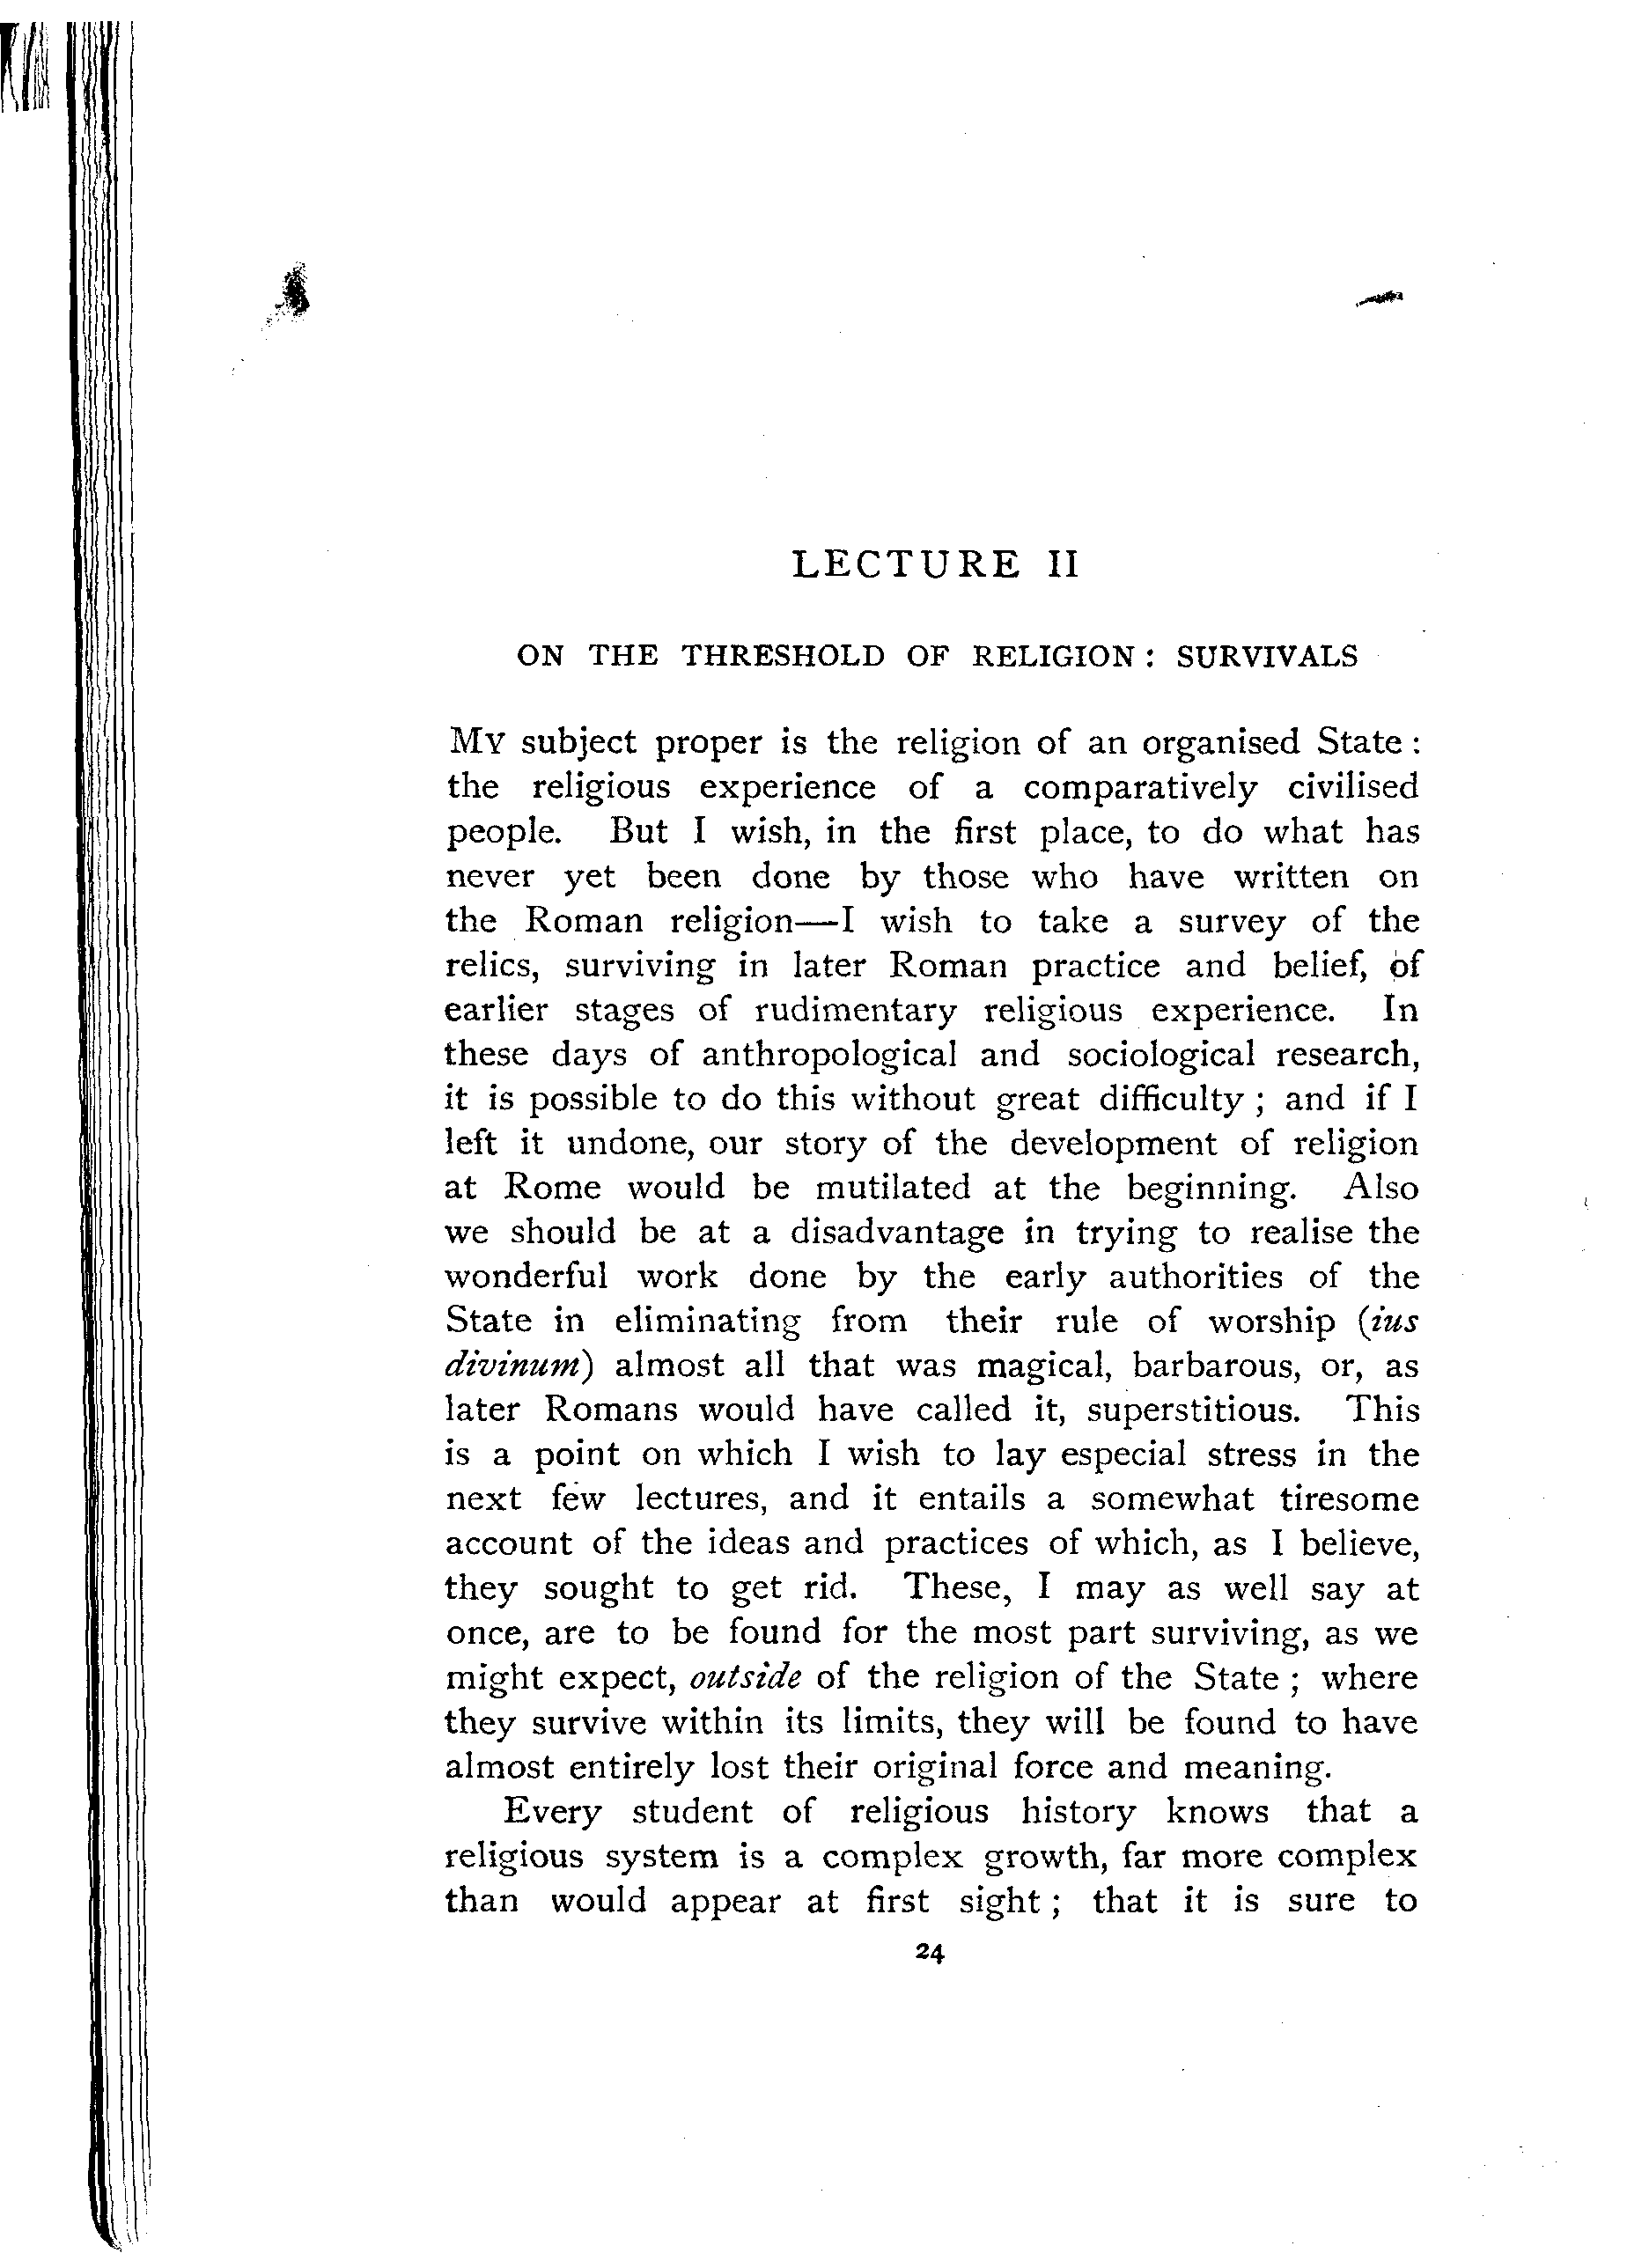 LECTURE II
ON THE THRESHOLD OF RELIGION: SURVIVALS
MY subject proper is the religion of an organised State:
the religious experience of a comparatively civilised
people. But I wish, in the first place, to do what has
never yet been done by those who have written on
the Roman religion—I wish to take a survey of the
relics, surviving in later Roman practice and belief, of
earlier stages of rudimentary religious experience. In
these days of anthropological and sociological research,
it is possible to do this without great difficulty; and if I
left it undone, our story of the development of religion
at Rome would be mutilated at the beginning. Also
we should be at a disadvantage in trying to realise the
wonderful work done by the early authorities of the
State in eliminating from their rule of worship (ius
divinum) almost all that was magical, barbarous, or, as
later Romans would have called it, superstitious. This
is a point on which I wish to lay especial stress in the
next few lectures, and it entails a somewhat tiresome
account of the ideas and practices of which, as I believe,
they sought to get rid. These, I may as well say at
once, are to be found for the most part surviving, as we
might expect, outside of the religion of the State; where
they survive within its limits, they will be found to have
almost entirely lost their original force and meaning.
Every student of religious history knows that a
religious system is a complex growth, far more complex
than would appear at first sight; that it is sure to
24